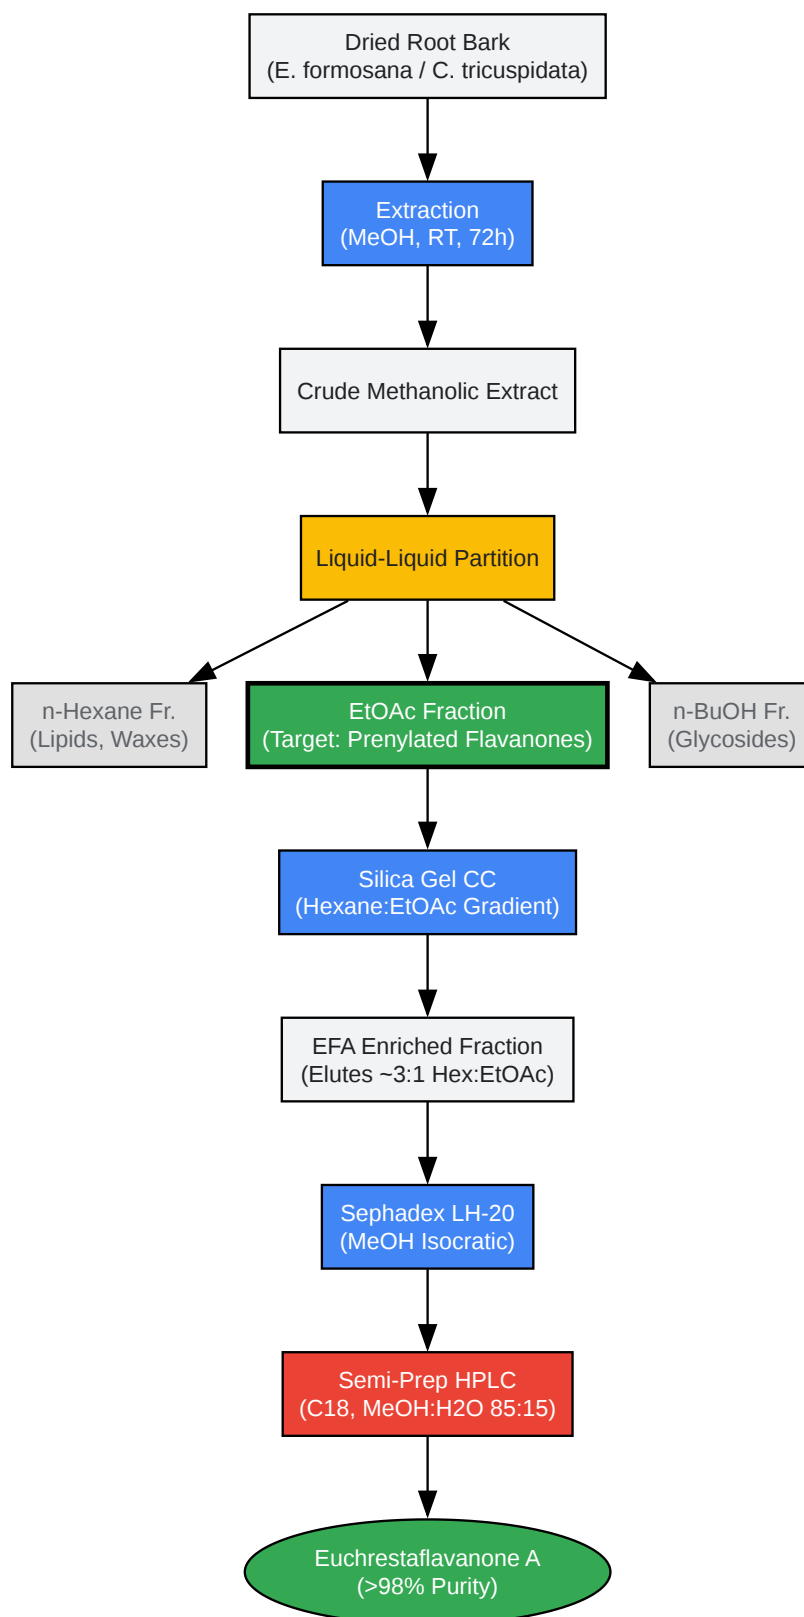 Dried Root Bark
(E. formosana / C. tricuspidata)
Extraction
(MeOH, RT, 72h)
Crude Methanolic Extract
Liquid-Liquid Partition
n-Hexane Fr.
(Lipids, Waxes)
EtOAc Fraction
(Target: Prenylated Flavanones)
n-BuOH Fr.
(Glycosides)
Silica Gel CC
(Hexane:EtOAc Gradient)
EFA Enriched Fraction
(Elutes ~3:1 Hex:EtOAc)
Sephadex LH-20
(MeOH Isocratic)
Semi-Prep HPLC
(C18, MeOH:H2O 85:15)
Euchrestaflavanone A
(>98% Purity)